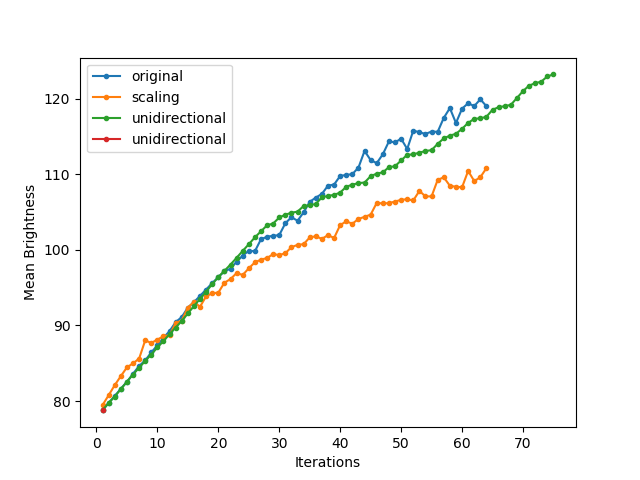 original
scaling
unidirectional
unidirectional
Mean Brightness
120
110
100
90
80
0 10 20 30 40 50 60 70
Iterations